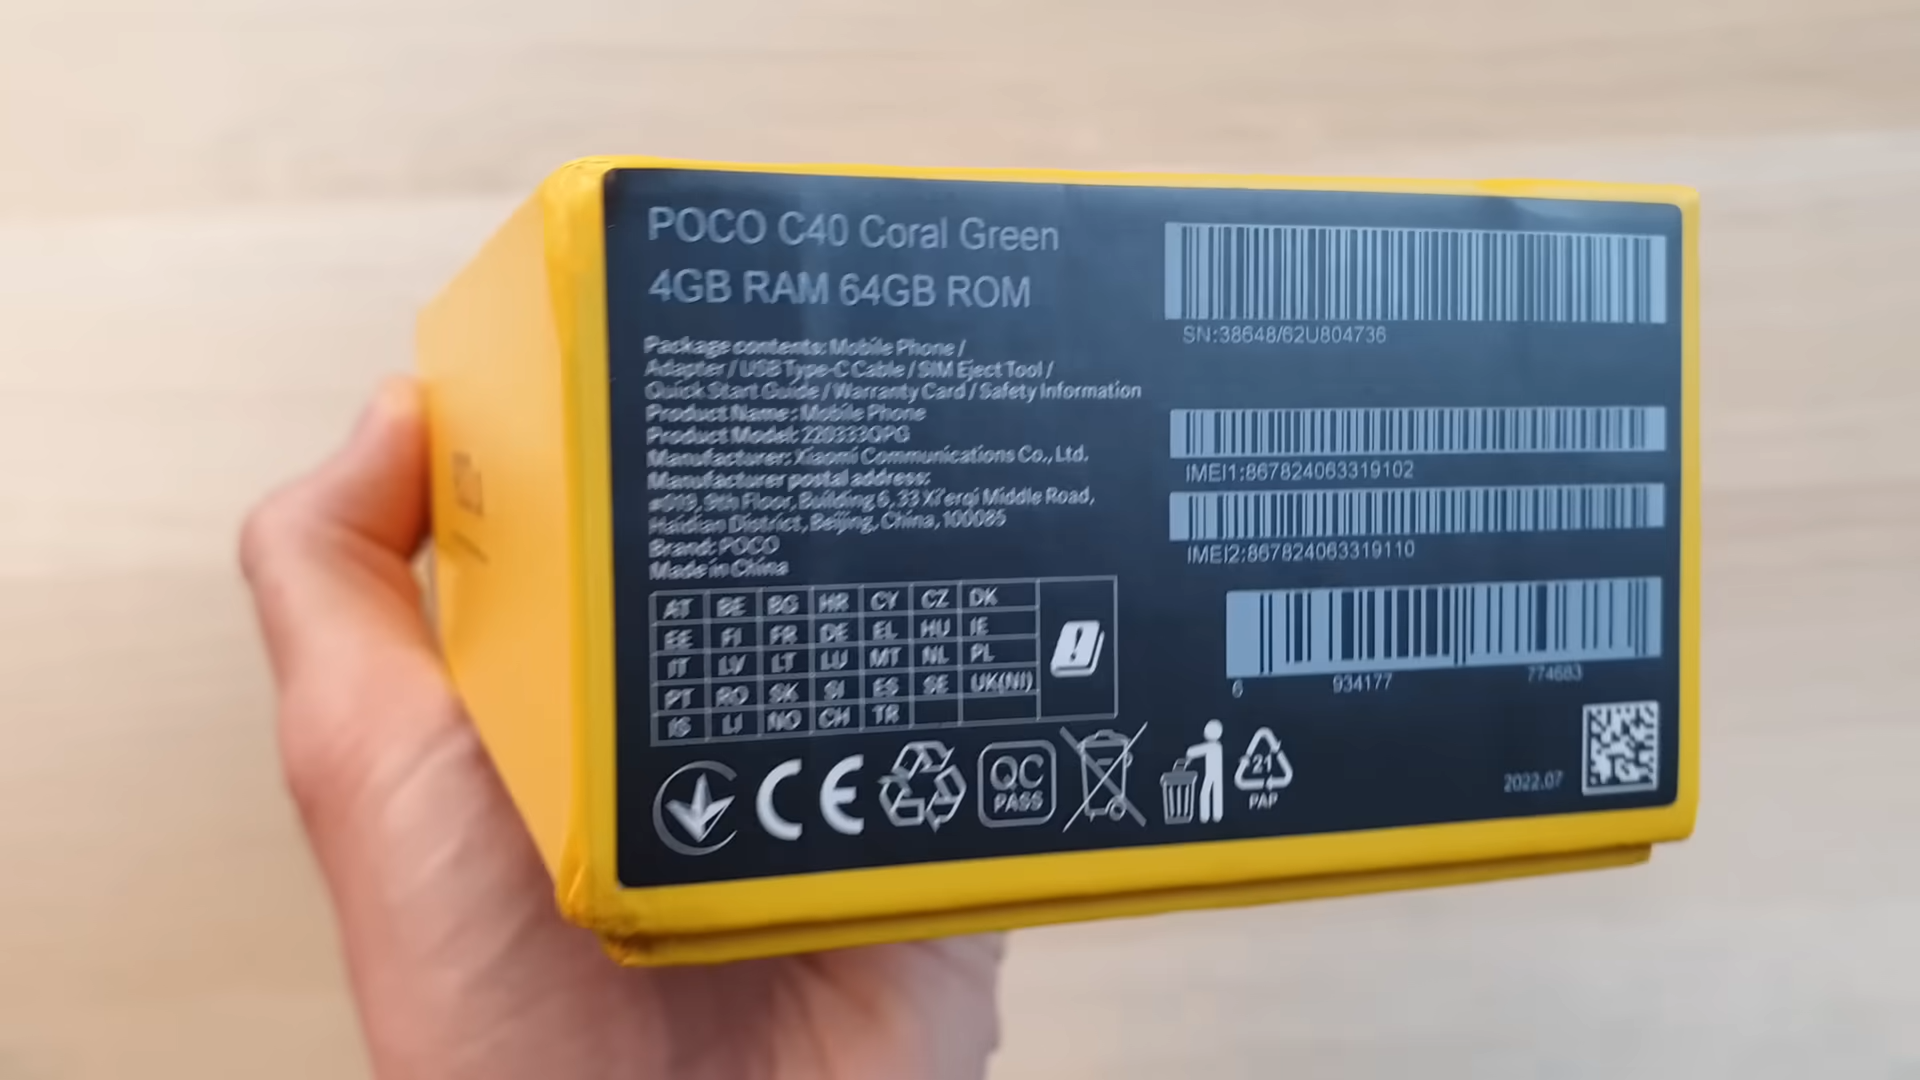 POCO C40 Coral Green
4GB RAM 64GB ROM
Package contents: Mobile Phone /
Adapter / USB Type-C Cable / SIM Eject Tool /
Quick Start Guide / Warranty Card / Safety Information
Product Name: Mobile Phone
Product Model: 220333QPG
Manufacturer: Xiaomi Communications Co., Ltd.
Manufacturer postal address:
#019, 9th Floor, Building 6, 33 Xi'erqi Middle Road,
Haidian District, Beijing, China, 100085
Brand: POCO
Made in China
AT BE BG HR CY CZ DK
EE FI FR DE EL HU IE
IT LV LT LU MT NL PL
PT RO SK SI ES SE UK(NI)
IS LI NO CH TR
CE
QC
PASS
21
PAP
SN:38648/62U804736
IMEI1:867824063319102
IMEI2:867824063319110
6 934177 774683
2022.07